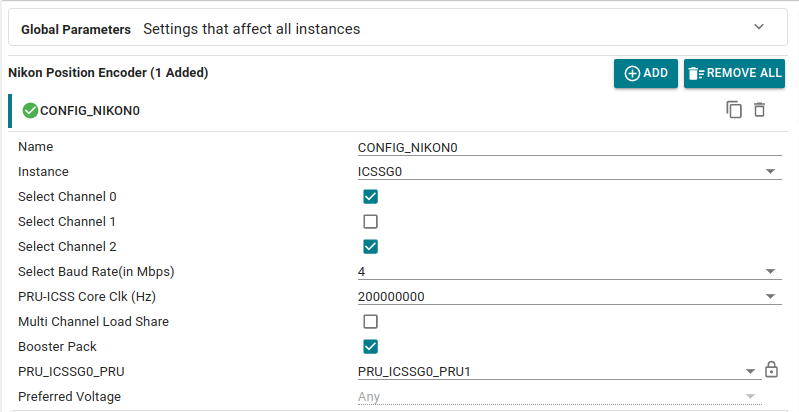 Global Parameters Settings that affect all instances
Nikon Position Encoder (1 Added) ADD REMOVE ALL
CONFIG_NIKON0
Name CONFIG_NIKON0
Instance ICSSG0
Select Channel 0
Select Channel 1
Select Channel 2
Select Baud Rate(in Mbps) 4
PRU-ICSS Core Clk (Hz) 200000000
Multi Channel Load Share
Booster Pack
PRU_ICSSG0_PRU PRU_ICSSG0_PRU1
Preferred Voltage Any